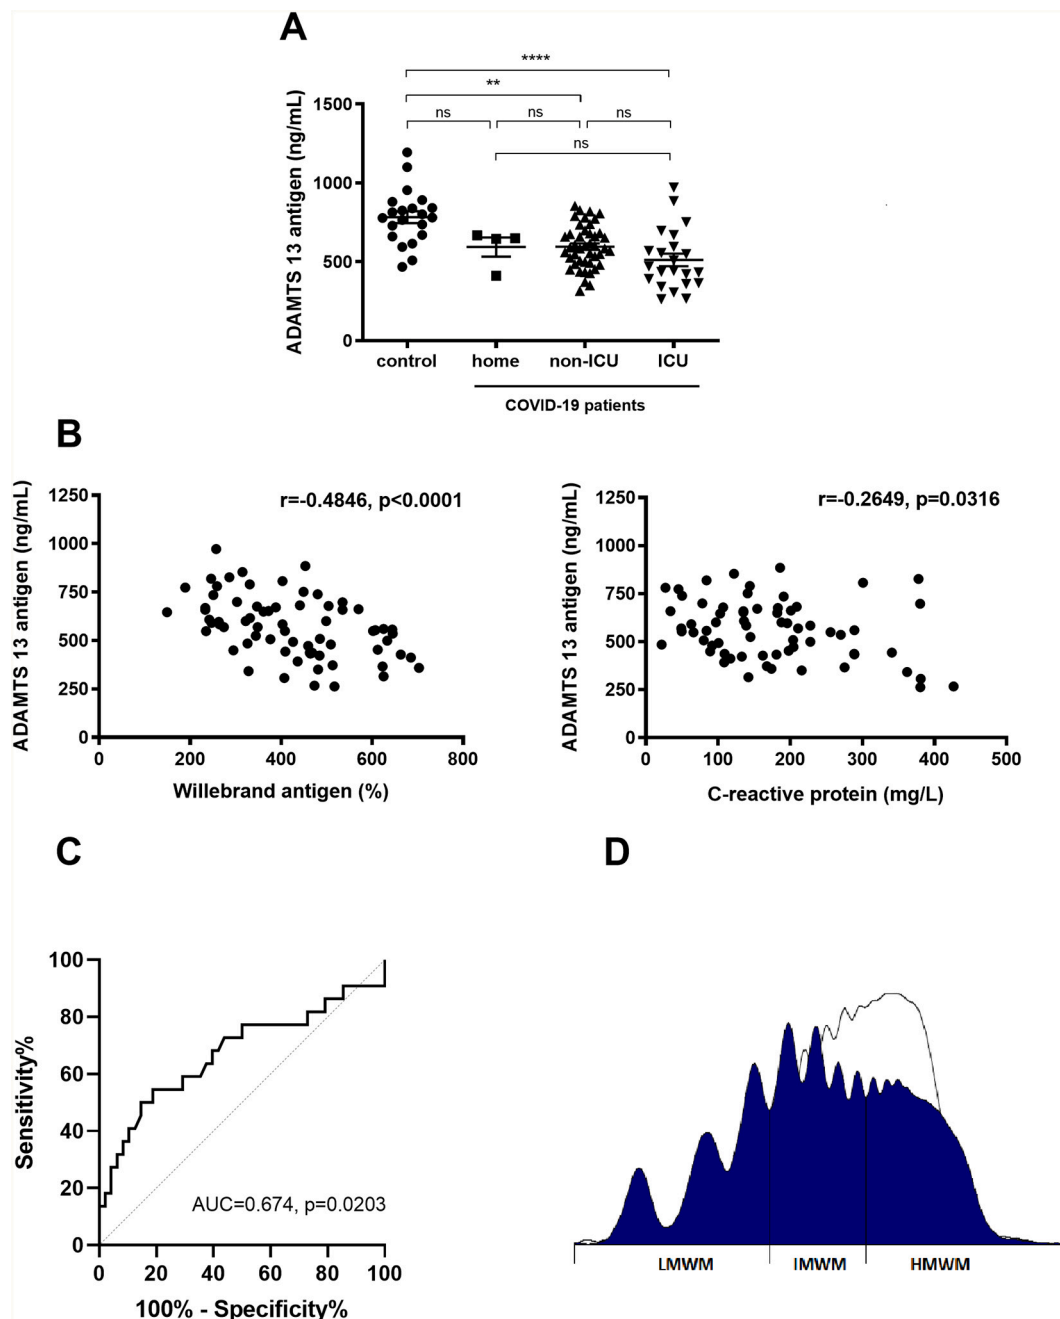 A
****
**
ns ns ns
ns
ADAMTS 13 antigen (ng/mL)
1500
1000
500
0
control home non-ICU ICU
COVID-19 patients
B
ADAMTS 13 antigen (ng/mL)
r=-0.4846, p<0.0001
1250
1000
750
500
250
0
0 200 400 600 800
Willebrand antigen (%)
ADAMTS 13 antigen (ng/mL)
r=-0.2649, p=0.0316
1250
1000
750
500
250
0
0 100 200 300 400 500
C-reactive protein (mg/L)
C
Sensitivity%
100
80
60
40
20
0
AUC=0.674, p=0.0203
0 20 40 60 80 100
100% - Specificity%
D
LMWM IMWM HMWM